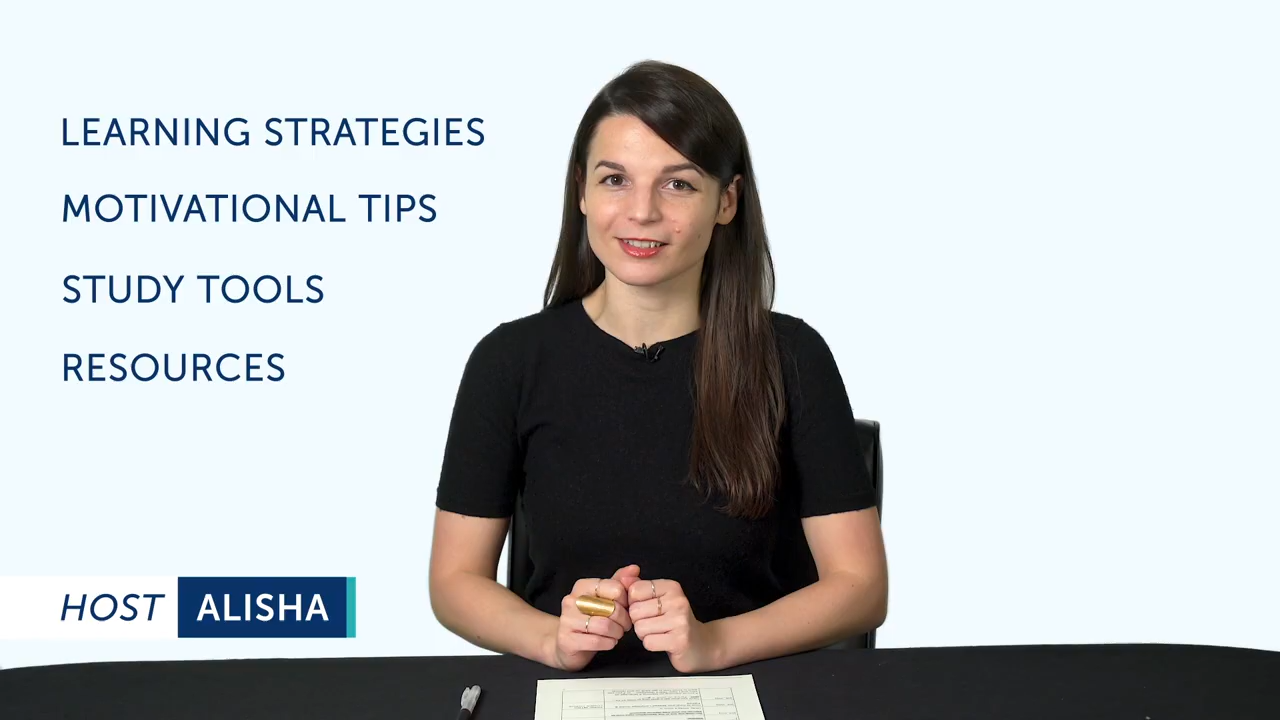 LEARNING STRATEGIES
MOTIVATIONAL TIPS
STUDY TOOLS
RESOURCES
HOST ALISHA